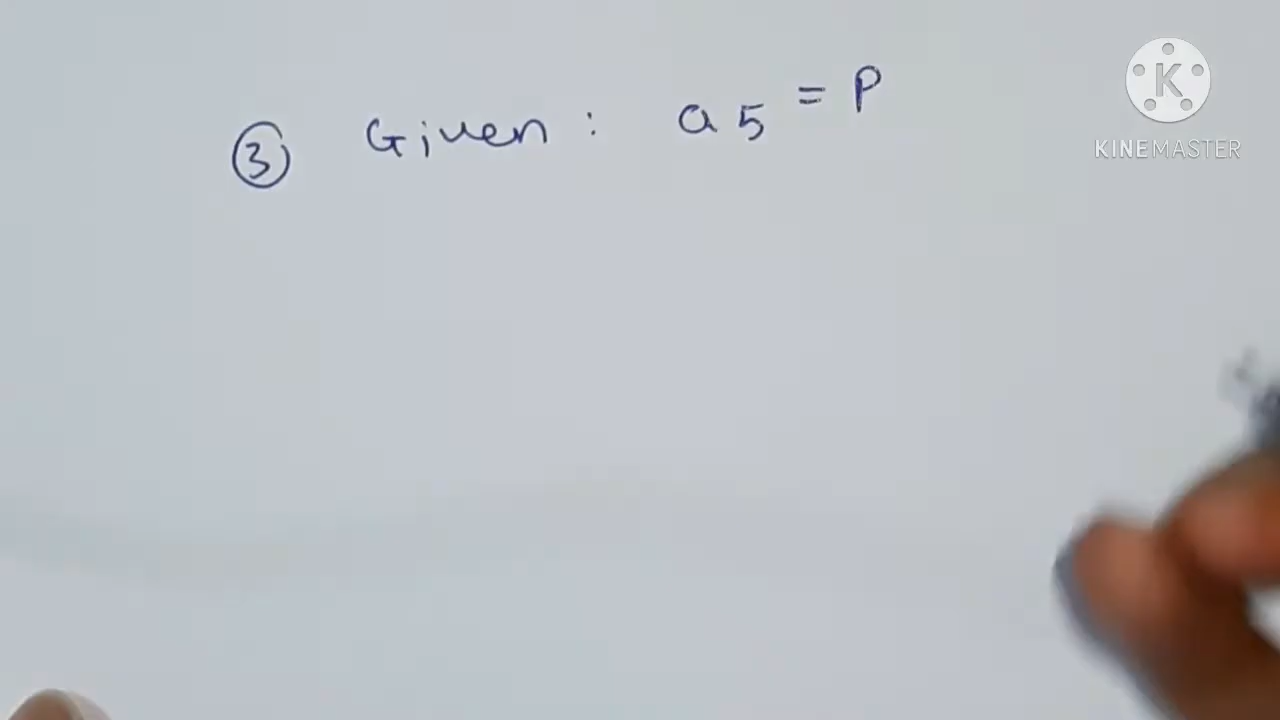 ③ Given : a5 = P
K
KINEMASTER